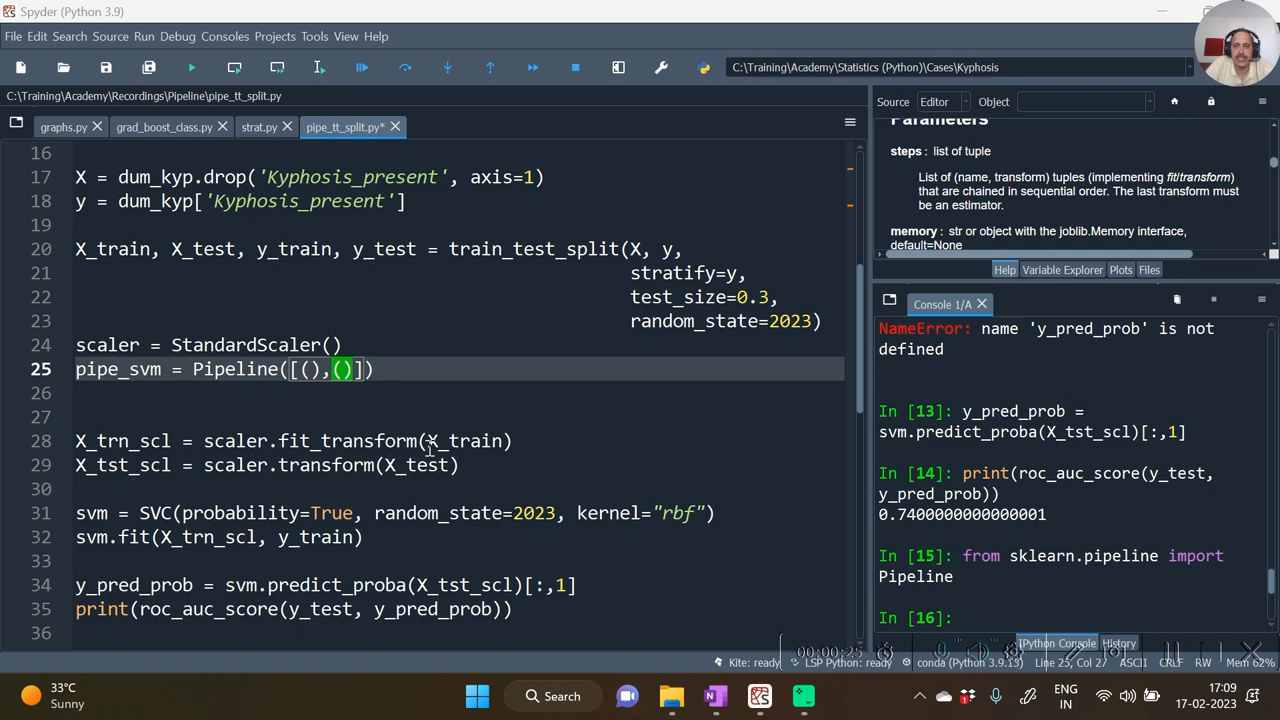 Spyder (Python 3.9)
File Edit Search Source Run Debug Consoles Projects Tools View Help
C:\Training\Academy\Statistics (Python)\Cases\Kyphosis
C:\Training\Academy\Recordings\Pipeline\pipe_tt_split.py
graphs.py
grad_boost_class.py
strat.py
pipe_tt_split.py*
16
17 X = dum_kyp.drop('Kyphosis_present', axis=1)
18 y = dum_kyp['Kyphosis_present']
19
20 X_train, X_test, y_train, y_test = train_test_split(X, y,
21 stratify=y,
22 test_size=0.3,
23 random_state=2023)
24 scaler = StandardScaler()
25 pipe_svm = Pipeline([(),()])
26
27
28 X_trn_scl = scaler.fit_transform(X_train)
29 X_tst_scl = scaler.transform(X_test)
30
31 svm = SVC(probability=True, random_state=2023, kernel="rbf")
32 svm.fit(X_trn_scl, y_train)
33
34 y_pred_prob = svm.predict_proba(X_tst_scl)[:,1]
35 print(roc_auc_score(y_test, y_pred_prob))
36
Source Editor Object
Parameters
steps : list of tuple
List of (name, transform) tuples (implementing fit/transform)
that are chained in sequential order. The last transform must
be an estimator.
memory : str or object with the joblib.Memory interface,
default=None
Help Variable Explorer Plots Files
Console 1/A
NameError: name 'y_pred_prob' is not
defined
In [13]: y_pred_prob =
svm.predict_proba(X_tst_scl)[:,1]
In [14]: print(roc_auc_score(y_test,
y_pred_prob))
0.7400000000000001
In [15]: from sklearn.pipeline import
Pipeline
In [16]:
IPython Console History
00:00:25
Kite: ready LSP Python: ready conda (Python 3.9.13) Line 25, Col 27 ASCII CRLF RW Mem 62%
33°C
Sunny
Search
ENG
IN
17:09
17-02-2023